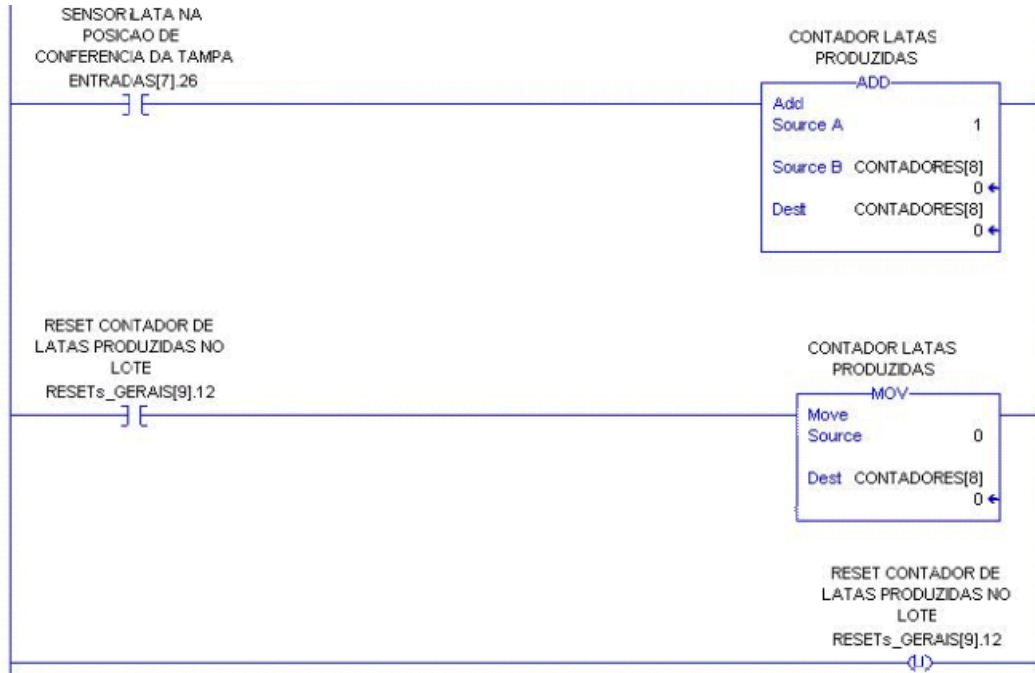 SENSOR LATA NA
POSICAO DE
CONFERENCIA DA TAMPA
ENTRADAS[7].26
CONTADOR LATAS
PRODUZIDAS
ADD
Add
Source A 1
Source B CONTADORES[8]
0
Dest CONTADORES[8]
0
RESET CONTADOR DE
LATAS PRODUZIDAS NO
LOTE
RESETs_GERAIS[9].12
CONTADOR LATAS
PRODUZIDAS
MOV
Move
Source 0
Dest CONTADORES[8]
0
RESET CONTADOR DE
LATAS PRODUZIDAS NO
LOTE
RESETs_GERAIS[9].12
U